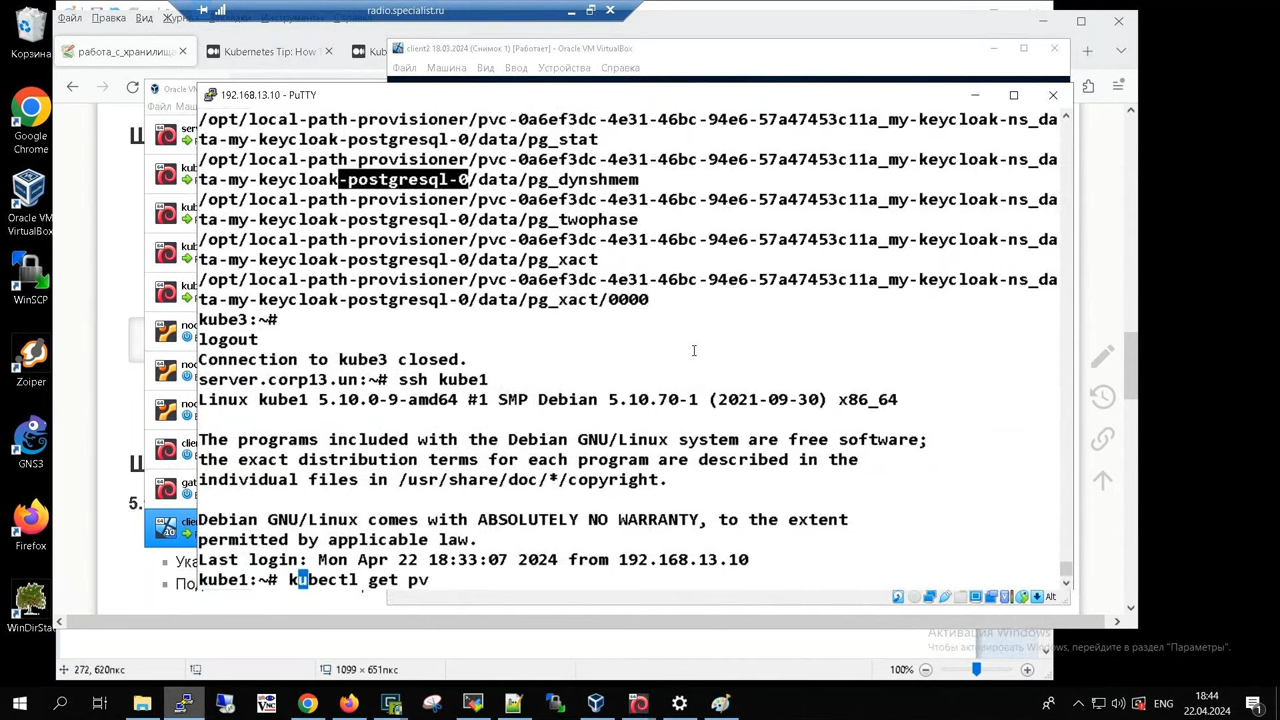 Корзина
Google
Chrome
Oracle VM
VirtualBox
WinSCP
Zoiper
GNS3
Firefox
WinDirStat
radio.specialist.ru
Файл
Правка
Вид
работа_с_хранилищ
Kubernetes Tip: How T
Kub
client2 18.03.2024 (Снимок 1) [Работает] - Oracle VM VirtualBox
Файл Машина Вид Ввод Устройства Справка
192.168.13.10 - PuTTY
/opt/local-path-provisioner/pvc-0a6ef3dc-4e31-46bc-94e6-57a47453c11a_my-keycloak-ns_da
ta-my-keycloak-postgresql-0/data/pg_stat
/opt/local-path-provisioner/pvc-0a6ef3dc-4e31-46bc-94e6-57a47453c11a_my-keycloak-ns_da
ta-my-keycloak-postgresql-0/data/pg_dynshmem
/opt/local-path-provisioner/pvc-0a6ef3dc-4e31-46bc-94e6-57a47453c11a_my-keycloak-ns_da
ta-my-keycloak-postgresql-0/data/pg_twophase
/opt/local-path-provisioner/pvc-0a6ef3dc-4e31-46bc-94e6-57a47453c11a_my-keycloak-ns_da
ta-my-keycloak-postgresql-0/data/pg_xact
/opt/local-path-provisioner/pvc-0a6ef3dc-4e31-46bc-94e6-57a47453c11a_my-keycloak-ns_da
ta-my-keycloak-postgresql-0/data/pg_xact/0000
kube3:~#
logout
Connection to kube3 closed.
server.corp13.un:~# ssh kube1
Linux kube1 5.10.0-9-amd64 #1 SMP Debian 5.10.70-1 (2021-09-30) x86_64
The programs included with the Debian GNU/Linux system are free software;
the exact distribution terms for each program are described in the
individual files in /usr/share/doc/*/copyright.
Debian GNU/Linux comes with ABSOLUTELY NO WARRANTY, to the extent
permitted by applicable law.
Last login: Mon Apr 22 18:33:07 2024 from 192.168.13.10
kube1:~# kubectl get pv
Alt
Активация Windows
Чтобы активировать Windows, перейдите в раздел "Параметры".
272, 620пкс
1099 × 651пкс
100%
ENG
18:44
22.04.2024